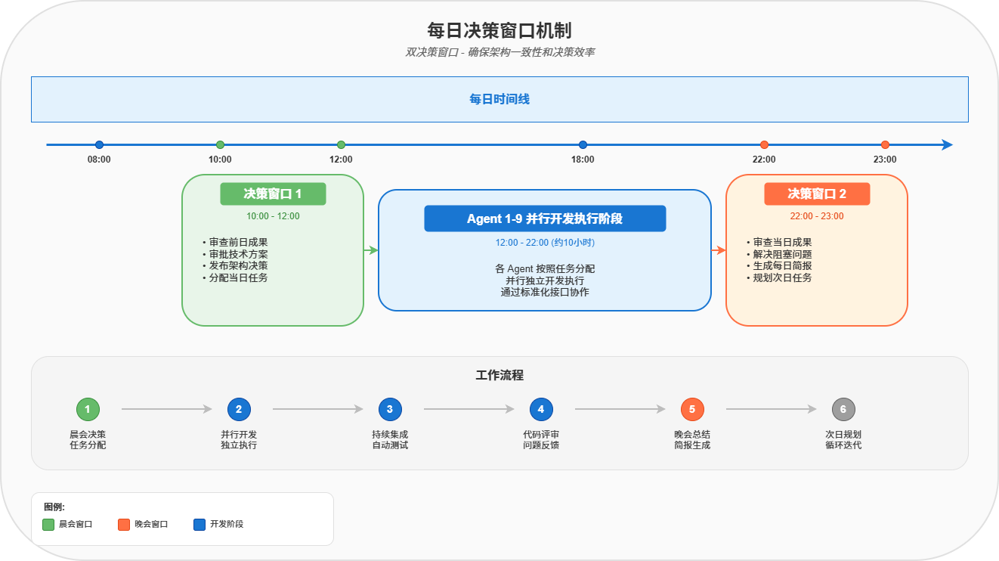 每日决策窗口机制
双决策窗口 - 确保架构一致性和决策效率
每日时间线
08:00
10:00
12:00
18:00
22:00
23:00
决策窗口 1
10:00 - 12:00
• 审查前日成果
• 审批技术方案
• 发布架构决策
• 分配当日任务
Agent 1-9 并行开发执行阶段
12:00 - 22:00 (约10小时)
各 Agent 按照任务分配
并行独立开发执行
通过标准化接口协作
决策窗口 2
22:00 - 23:00
• 审查当日成果
• 解决阻塞问题
• 生成每日简报
• 规划次日任务
工作流程
1
晨会决策
任务分配
2
并行开发
独立执行
3
持续集成
自动测试
4
代码评审
问题反馈
5
晚会总结
简报生成
6
次日规划
循环迭代
图例:
晨会窗口
晚会窗口
开发阶段